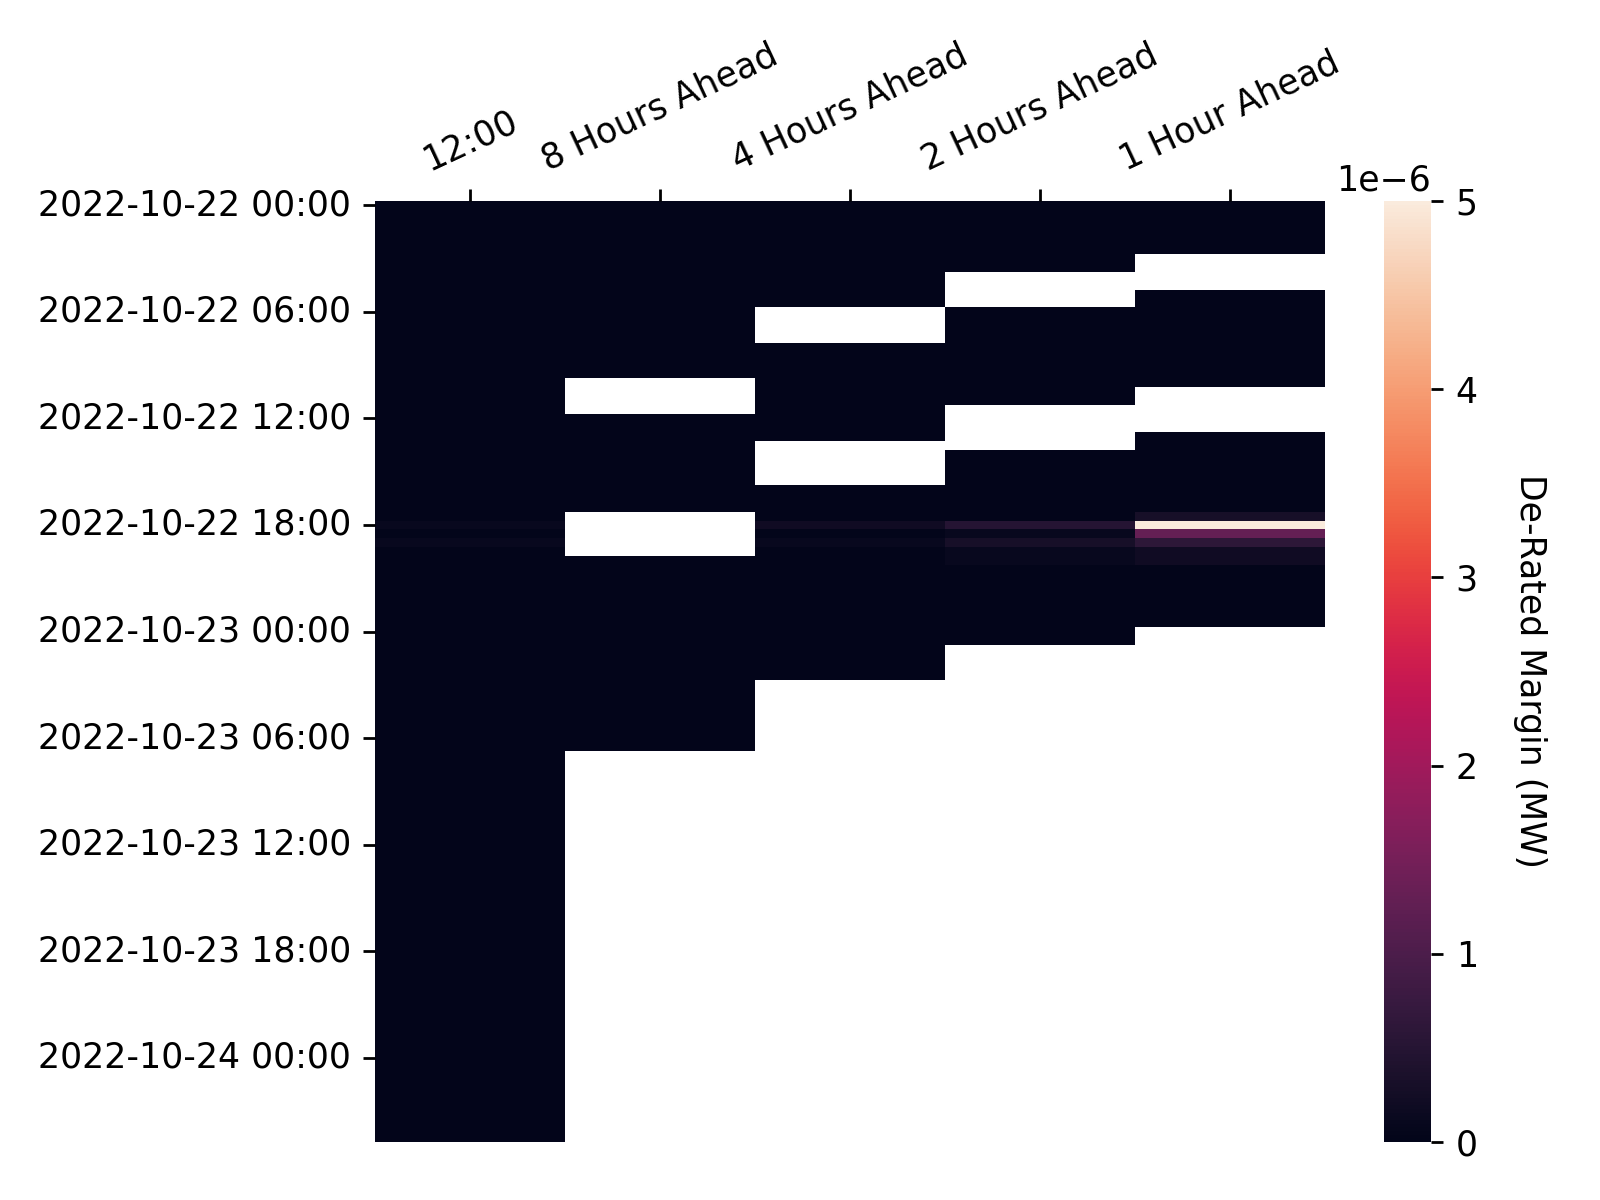 12:00
8 Hours Ahead
4 Hours Ahead
2 Hours Ahead
1 Hour Ahead
2022-10-22 00:00
2022-10-22 06:00
2022-10-22 12:00
2022-10-22 18:00
2022-10-23 00:00
2022-10-23 06:00
2022-10-23 12:00
2022-10-23 18:00
2022-10-24 00:00
1e−6
5
4
3
2
1
0
De-Rated Margin (MW)